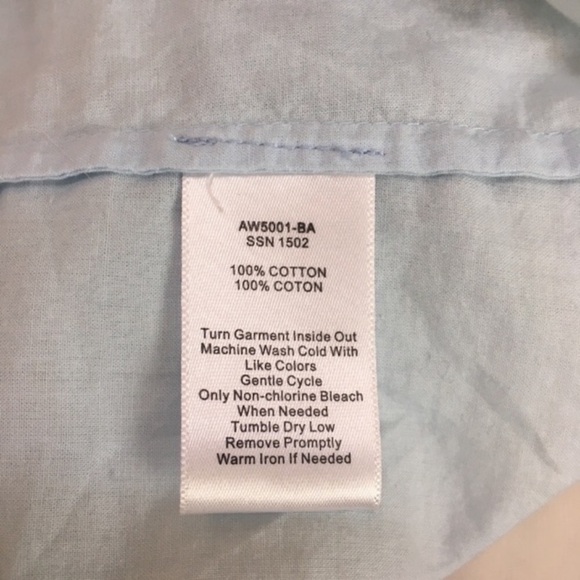 AW5001-BA
SSN 1502
100% COTTON
100% COTON
Turn Garment Inside Out
Machine Wash Cold With
Like Colors
Gentle Cycle
Only Non-chlorine Bleach
When Needed
Tumble Dry Low
Remove Promptly
Warm Iron If Needed